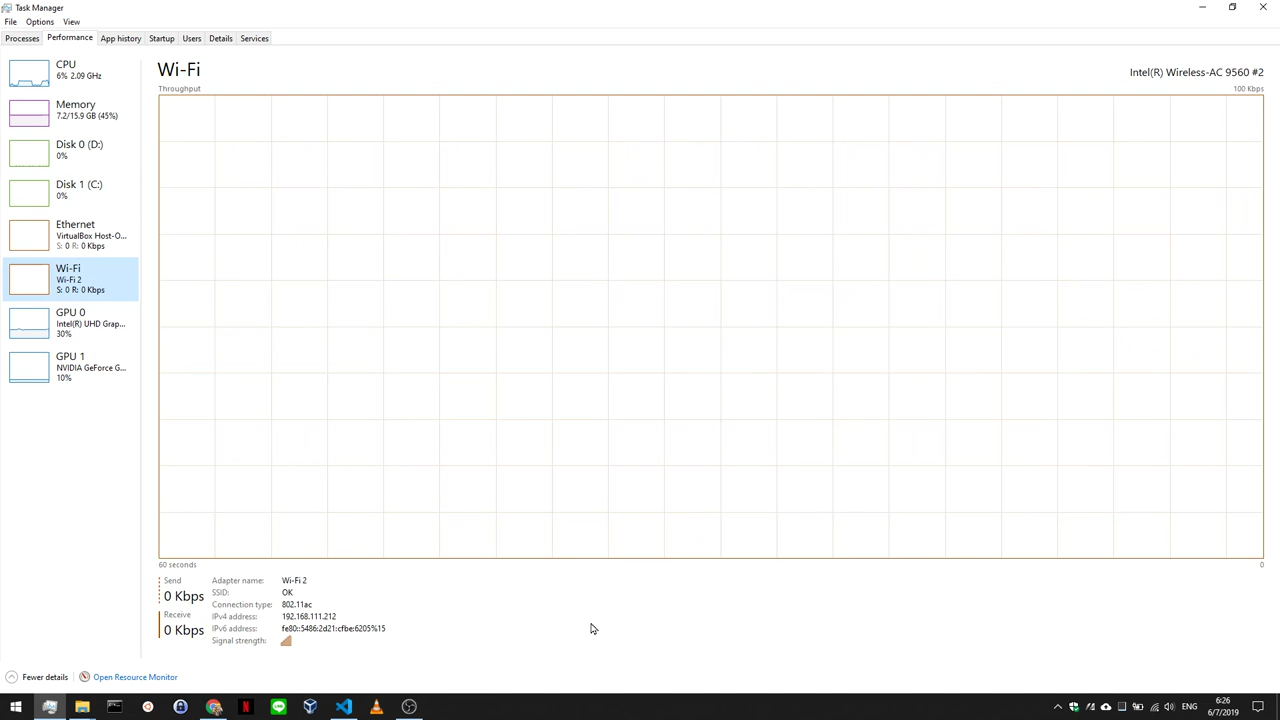 Task Manager
File Options View
Processes Performance App history Startup Users Details Services
CPU
6% 2.09 GHz
Memory
7.2/15.9 GB (45%)
Disk 0 (D:)
0%
Disk 1 (C:)
0%
Ethernet
VirtualBox Host-O...
S: 0 R: 0 Kbps
Wi-Fi
Wi-Fi 2
S: 0 R: 0 Kbps
GPU 0
Intel(R) UHD Grap...
30%
GPU 1
NVIDIA GeForce G...
10%
Wi-Fi
Intel(R) Wireless-AC 9560 #2
Throughput
100 Kbps
60 seconds
0
Send
0 Kbps
Receive
0 Kbps
Adapter name: Wi-Fi 2
SSID: OK
Connection type: 802.11ac
IPv4 address: 192.168.111.212
IPv6 address: fe80::5486:2d21:cfbe:6205%15
Signal strength:
Fewer details
Open Resource Monitor
N
LINE
ENG
6:26
6/7/2019